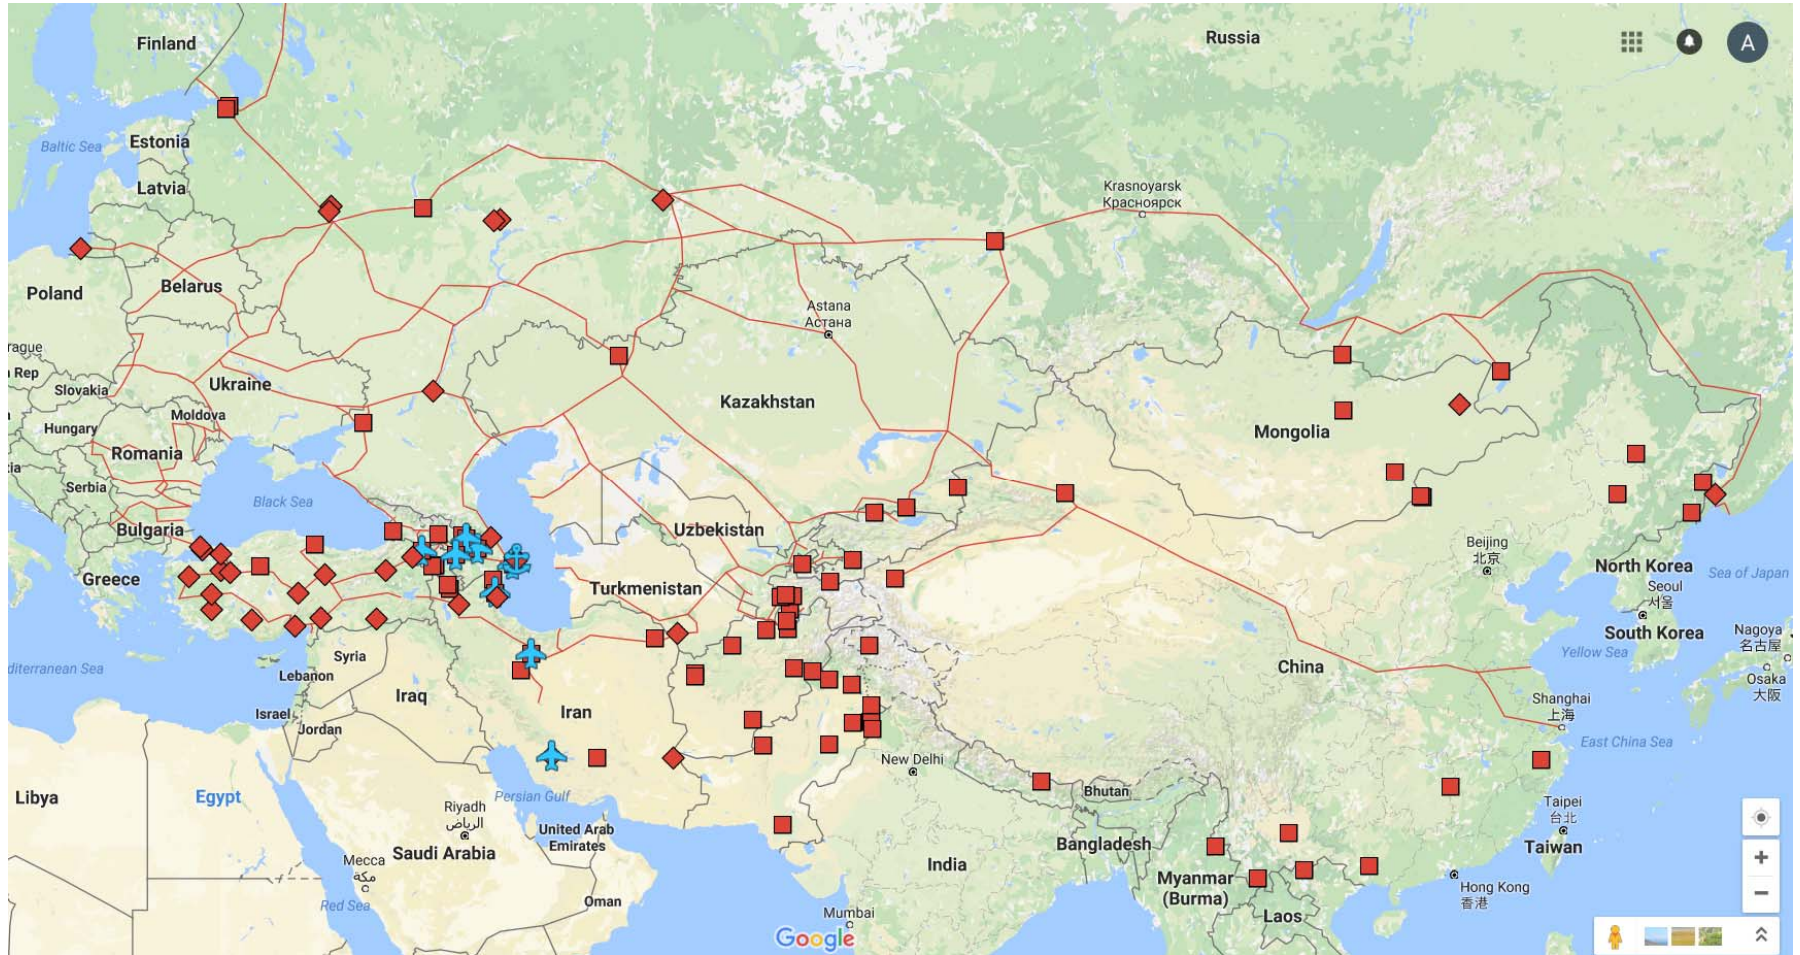 Finland
Russia
A
Estonia
Baltic Sea
Latvia
Krasnoyarsk
Красноярск
Belarus
Poland
Astana
Астана
rague
Rep
Slovakia
Ukraine
Kazakhstan
Moldova
Hungary
Mongolia
Romania
Serbia
Black Sea
Bulgaria
Uzbekistan
Beijing
北京
North Korea
Sea of Japan
Greece
Turkmenistan
Seoul
서울
South Korea
Nagoya
名古屋
Syria
diterranean Sea
Lebanon
China
Yellow Sea
Osaka
大阪
Iraq
Israel
Iran
Shanghai
上海
Jordan
East China Sea
New Delhi
Libya
Egypt
Persian Gulf
Bhutan
Riyadh
الرياض
Taipei
台北
United Arab
Emirates
Bangladesh
Taiwan
Mecca
مكة
Saudi Arabia
India
Myanmar
(Burma)
Hong Kong
香港
Red Sea
Oman
Mumbai
Laos
Google